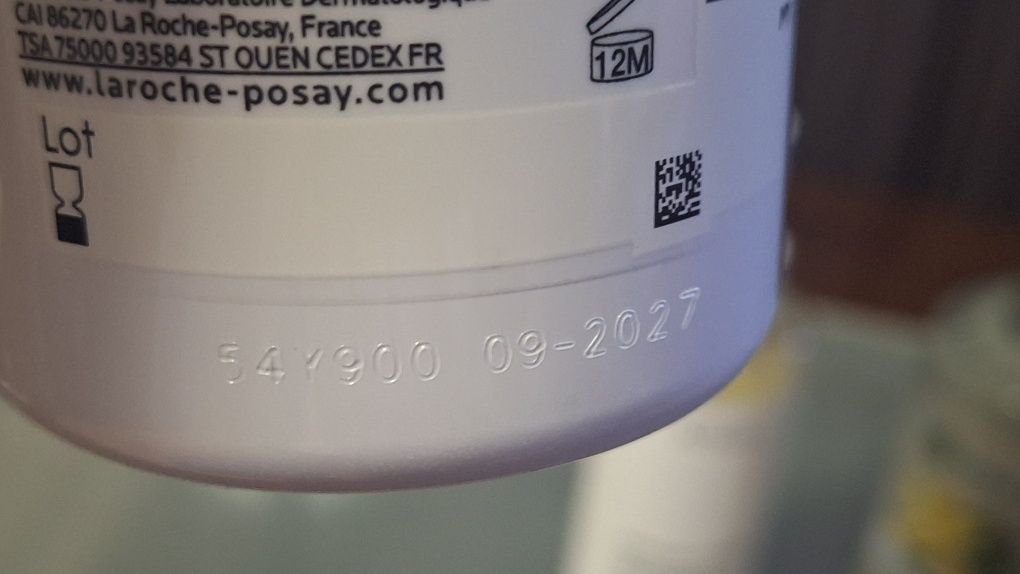 CAI 86270 La Roche-Posay, France
TSA 75000 93584 ST OUEN CEDEX FR
www.laroche-posay.com
12M
Lot
54Y900 09-2027